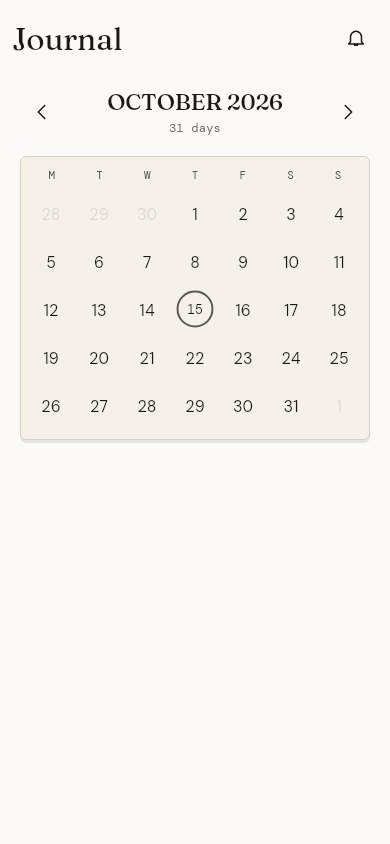 Journal
OCTOBER 2026
31 days
M T W T F S S
28 29 30 1 2 3 4
5 6 7 8 9 10 11
12 13 14 15 16 17 18
19 20 21 22 23 24 25
26 27 28 29 30 31 1